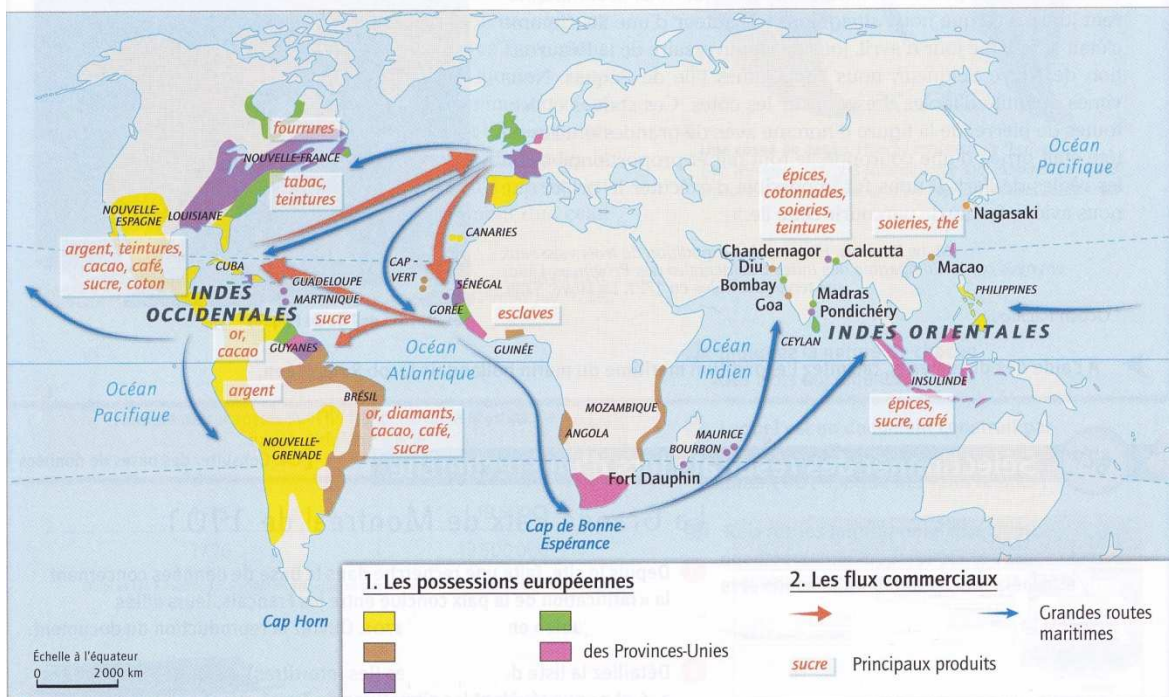 fourrures
NOUVELLE-FRANCE
tabac,
teintures
NOUVELLE-
ESPAGNE
LOUISIANE
argent, teintures,
cacao, café,
sucre, coton
CUBA
GUADELOUPE
MARTINIQUE
INDES
OCCIDENTALES
sucre
or,
cacao
GUYANES
argent
BRÉSIL
or, diamants,
cacao, café,
sucre
NOUVELLE-
GRENADE
Océan
Pacifique
Cap Horn
Océan
Atlantique
CANARIES
CAP-
VERT
SÉNÉGAL
GORÉE
esclaves
GUINÉE
ANGOLA
MOZAMBIQUE
MAURICE
BOURBON
Fort Dauphin
Cap de Bonne-
Espérance
Océan
Indien
épices,
cotonnades,
soieries,
teintures
Chandernagor
Calcutta
Diu
Bombay
Goa
Madras
Pondichéry
CEYLAN
INDES ORIENTALES
soieries, thé
Nagasaki
Macao
PHILIPPINES
INSULINDE
épices,
sucre, café
Océan
Pacifique
Échelle à l'équateur
0 2 000 km
1. Les possessions européennes
des Provinces-Unies
2. Les flux commerciaux
Grandes routes
maritimes
sucre Principaux produits